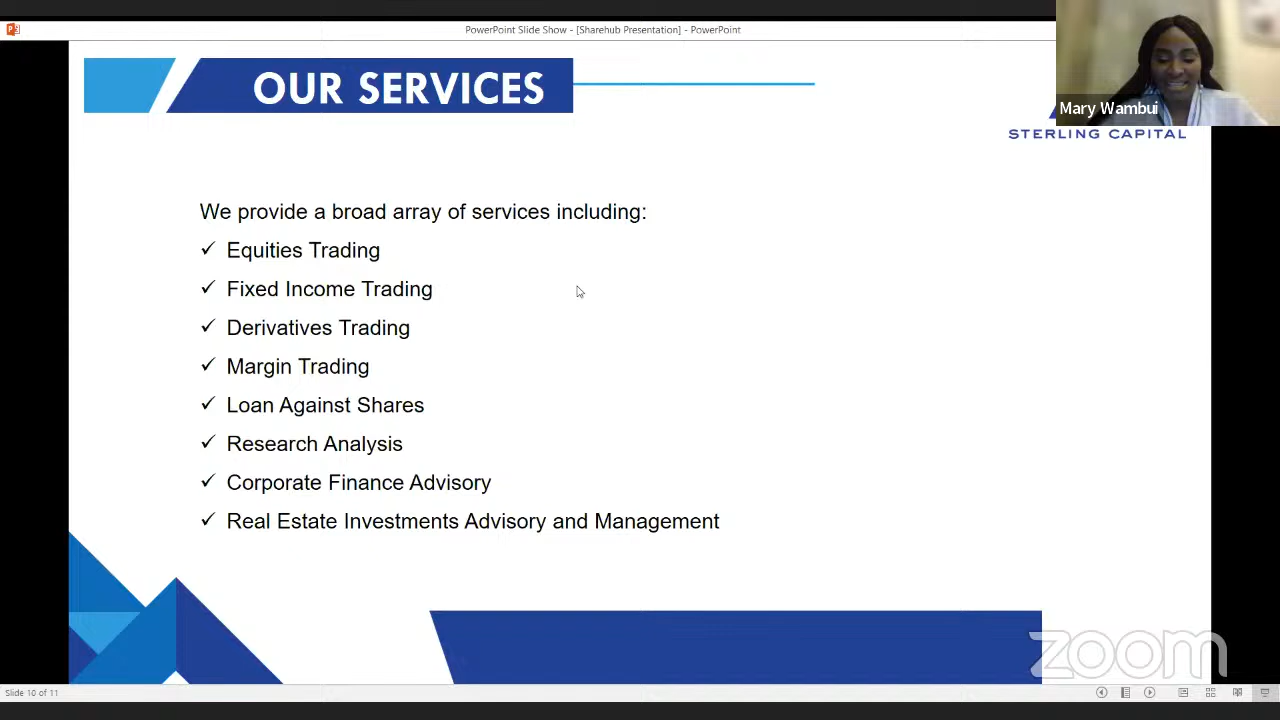 PowerPoint Slide Show - [Sharehub Presentation] - PowerPoint
OUR SERVICES
Mary Wambui
STERLING CAPITAL
We provide a broad array of services including:
✓ Equities Trading
✓ Fixed Income Trading
✓ Derivatives Trading
✓ Margin Trading
✓ Loan Against Shares
✓ Research Analysis
✓ Corporate Finance Advisory
✓ Real Estate Investments Advisory and Management
zoom
Slide 10 of 11